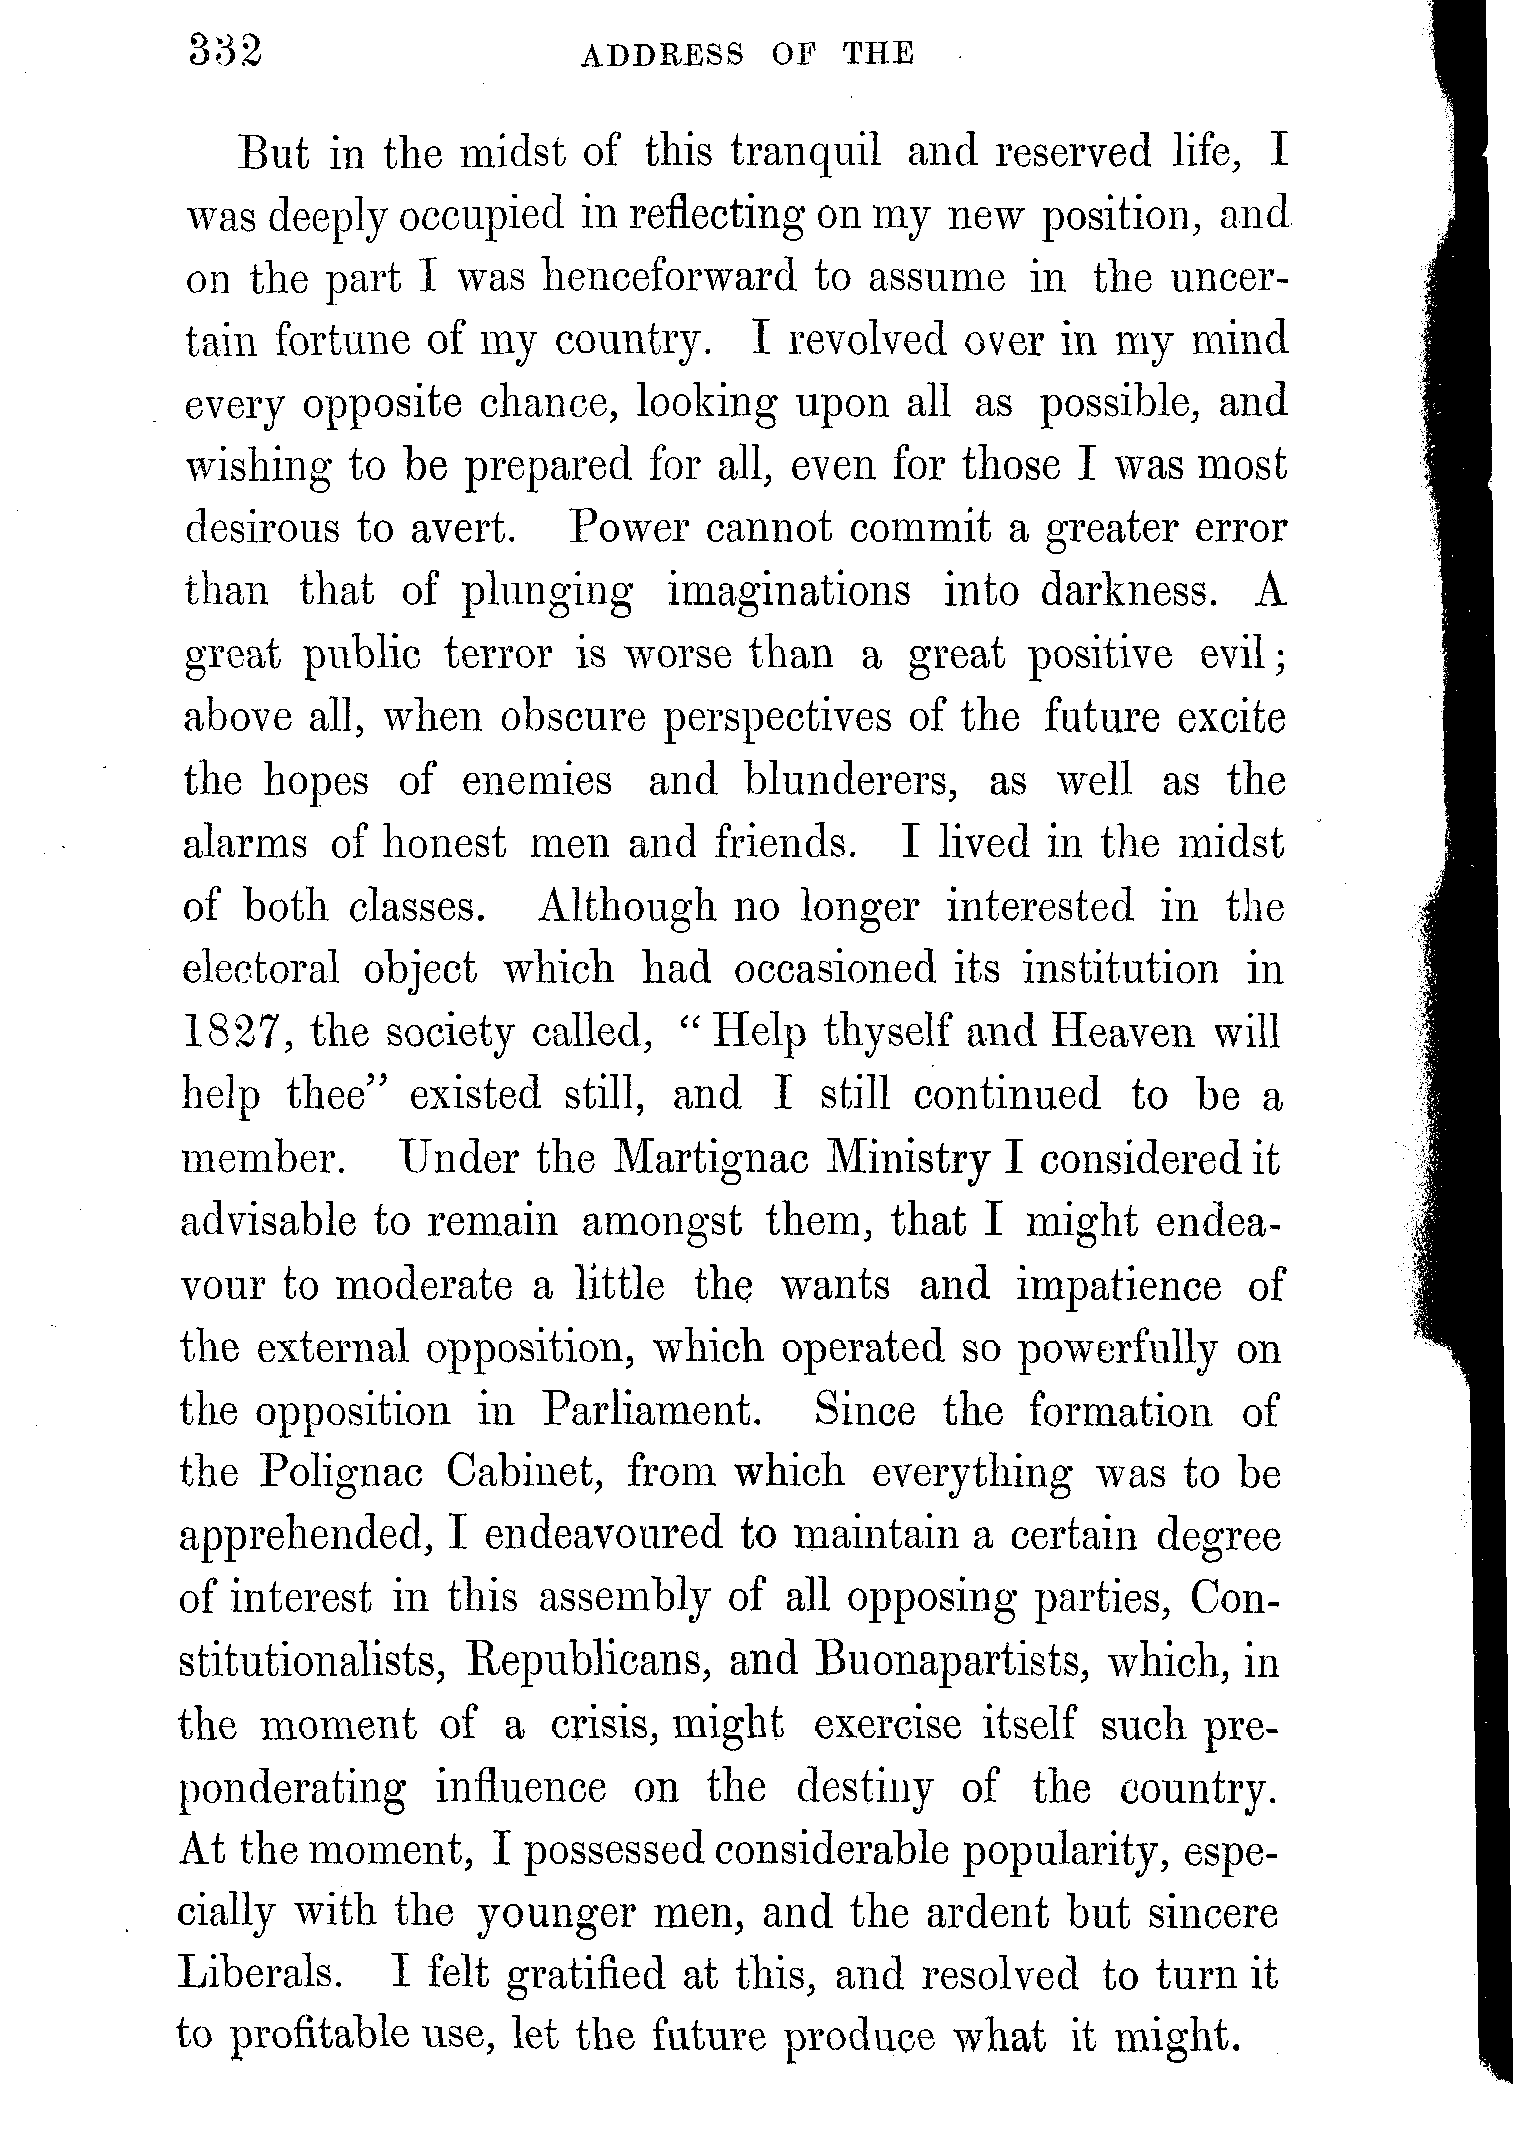 332 ADDRESS OF THE
But in the midst of this tranquil and reserved life, I
was deeply occupied in reflecting on my new position, and
on the part I was henceforward to assume in the uncer-
tain fortune of my country. I revolved over in my mind
every opposite chance, looking upon all as possible, and
wishing to be prepared for all, even for those I was most
desirous to avert. Power cannot commit a greater error
than that of plunging imaginations into darkness. A
great public terror is worse than a great positive evil;
above all, when obscure perspectives of the future excite
the hopes of enemies and blunderers, as well as the
alarms of honest men and friends. I lived in the midst
of both classes. Although no longer interested in the
electoral object which had occasioned its institution in
1827, the society called, “Help thyself and Heaven will
help thee” existed still, and I still continued to be a
member. Under the Martignac Ministry I considered it
advisable to remain amongst them, that I might endea-
vour to moderate a little the wants and impatience of
the external opposition, which operated so powerfully on
the opposition in Parliament. Since the formation of
the Polignac Cabinet, from which everything was to be
apprehended, I endeavoured to maintain a certain degree
of interest in this assembly of all opposing parties, Con-
stitutionalists, Republicans, and Buonapartists, which, in
the moment of a crisis, might exercise itself such pre-
ponderating influence on the destiny of the country.
At the moment, I possessed considerable popularity, espe-
cially with the younger men, and the ardent but sincere
Liberals. I felt gratified at this, and resolved to turn it
to profitable use, let the future produce what it might.